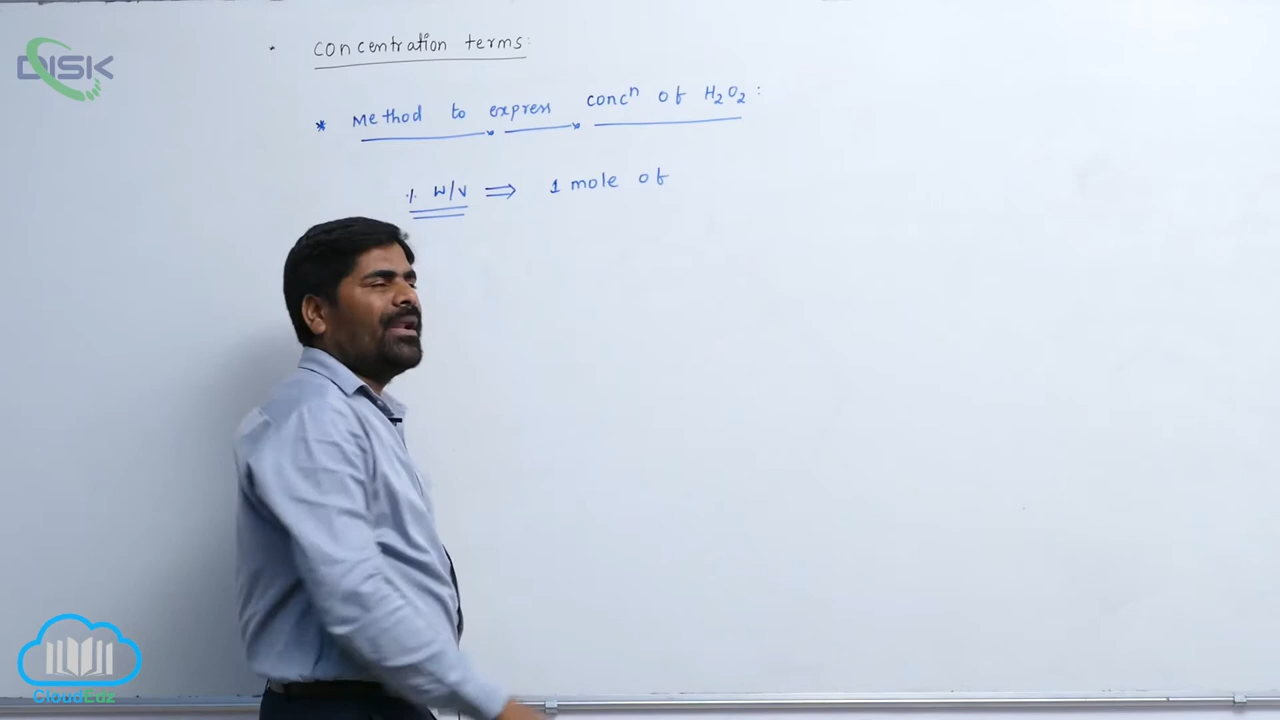 DISK
· concentration terms:
* Method to express concⁿ of H₂O₂:
% w/v ⇒ 1 mole of
CloudEdz